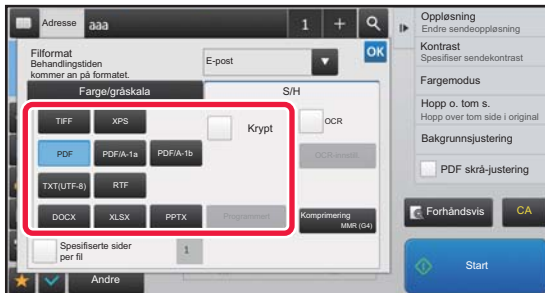 Adresse
aaa
1
Filformat
Behandlingstiden
kommer an på formatet.
E-post
OK
Farge/gråskala
S/H
TIFF
XPS
Krypt
OCR
PDF
PDF/A-1a
PDF/A-1b
OCR-innstill.
TXT(UTF-8)
RTF
DOCX
XLSX
PPTX
Programmert
Komprimering
MMR (G4)
Spesifiserte sider
per fil
1
Andre
Oppløsning
Endre sendeoppløsning
Kontrast
Spesifiser sendekontrast
Fargemodus
Hopp o. tom s.
Hopp over tom side i original
Bakgrunnsjustering
PDF skrå-justering
Forhåndsvis
CA
Start